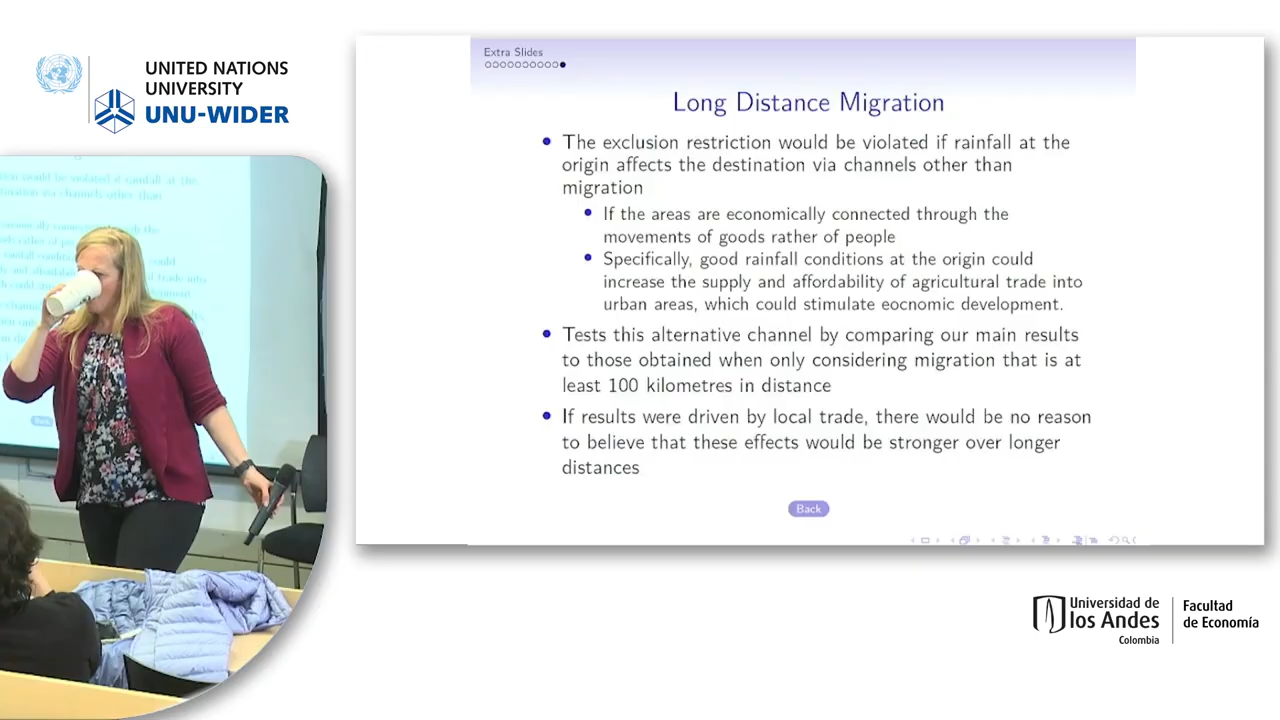 UNITED NATIONS
UNIVERSITY
UNU-WIDER
Extra Slides
Long Distance Migration
The exclusion restriction would be violated if rainfall at the
origin affects the destination via channels other than
migration
If the areas are economically connected through the
movements of goods rather of people
Specifically, good rainfall conditions at the origin could
increase the supply and affordability of agricultural trade into
urban areas, which could stimulate eocnomic development.
Tests this alternative channel by comparing our main results
to those obtained when only considering migration that is at
least 100 kilometres in distance
If results were driven by local trade, there would be no reason
to believe that these effects would be stronger over longer
distances
Back
Universidad de
los Andes
Colombia
Facultad
de Economía